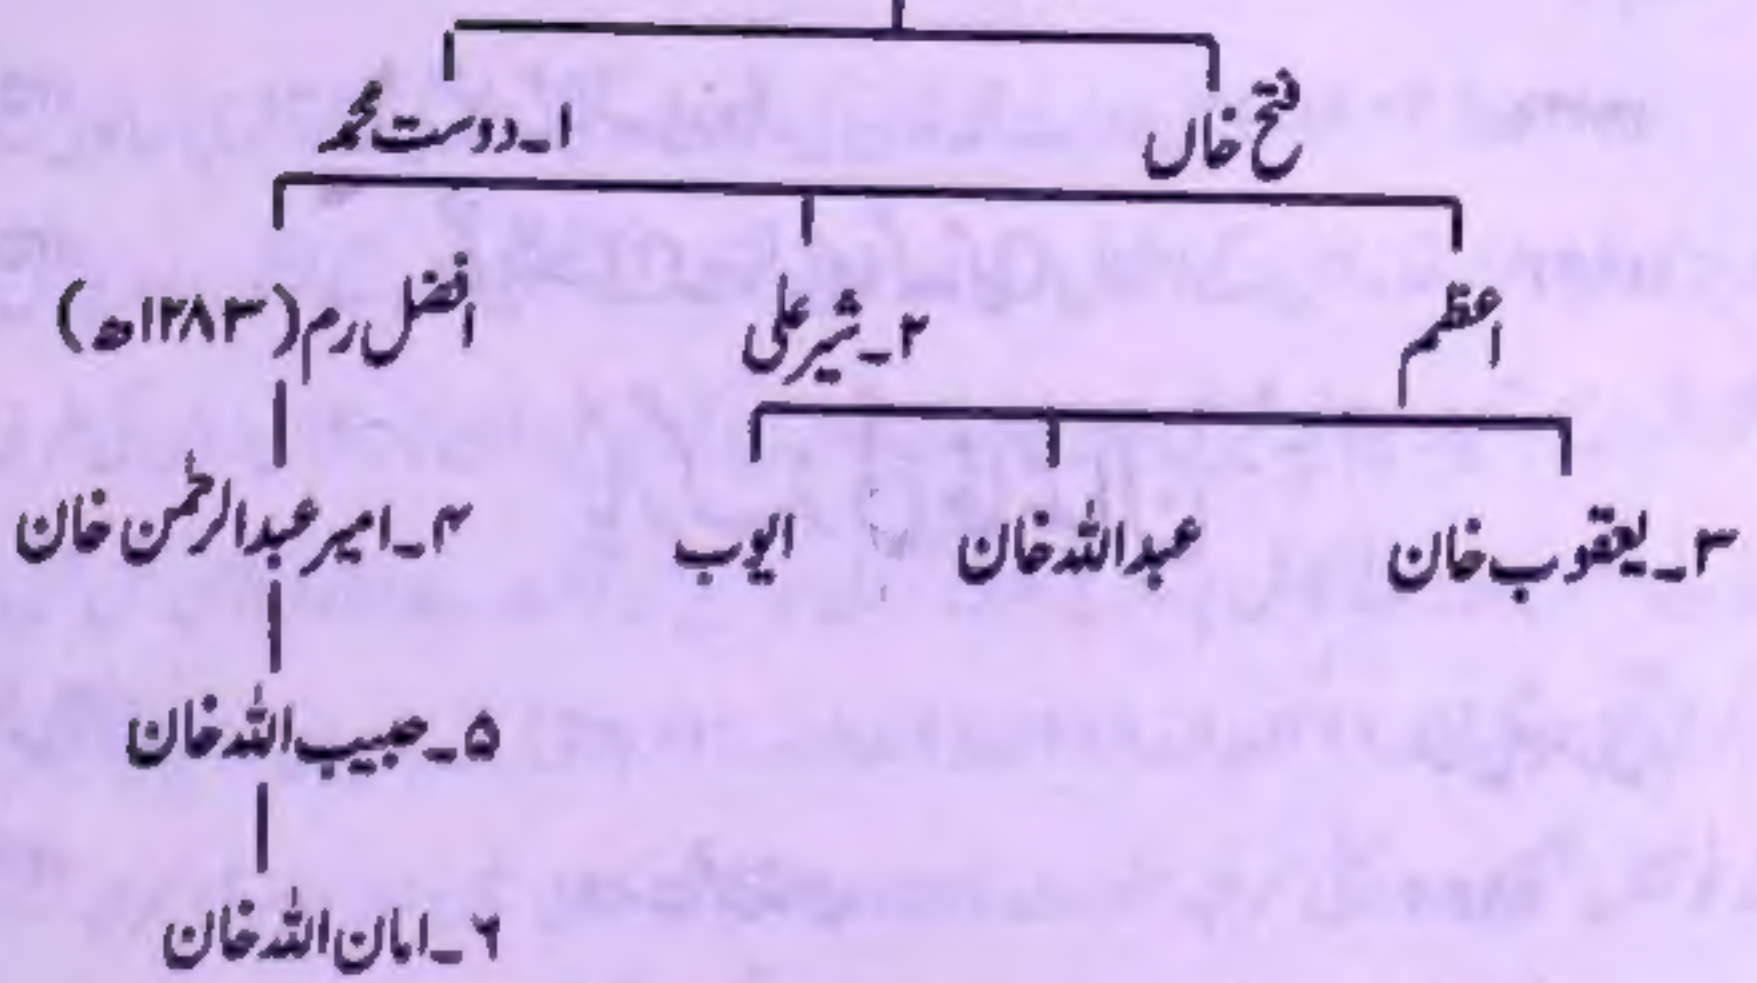 فتح خاں ۱۔دوست محمد
اعظم ۲۔شیر علی افضل رم (۱۲۸۳ھ)
۳۔یعقوب خان عبداللہ خان ایوب ۴۔امیر عبدالرحمٰن خان
۵۔حبیب اللہ خان
۶۔امان اللہ خان